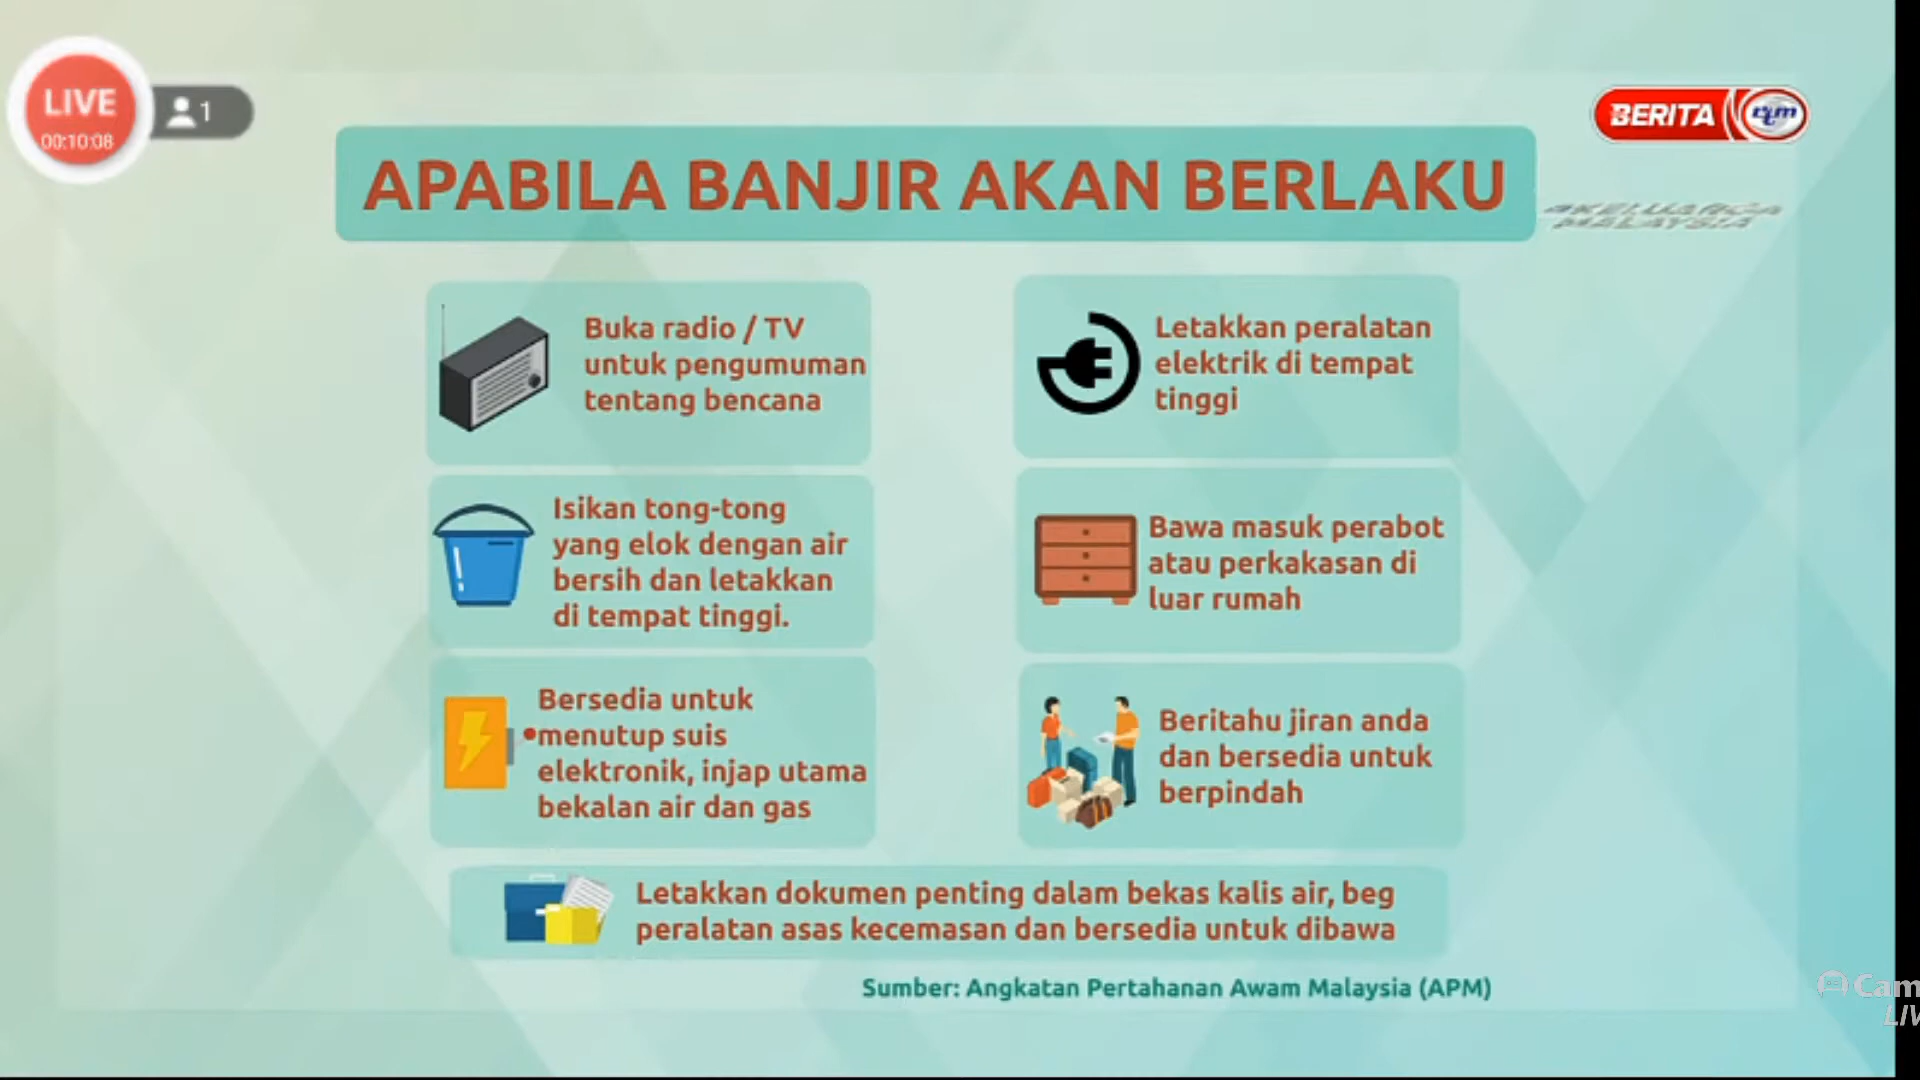 LIVE
00:10:08
1
BERITA rtm
#KELUARGA
MALAYSIA
APABILA BANJIR AKAN BERLAKU
Buka radio / TV
untuk pengumuman
tentang bencana
Letakkan peralatan
elektrik di tempat
tinggi
Isikan tong-tong
yang elok dengan air
bersih dan letakkan
di tempat tinggi.
Bawa masuk perabot
atau perkakasan di
luar rumah
Bersedia untuk
•menutup suis
elektronik, injap utama
bekalan air dan gas
Beritahu jiran anda
dan bersedia untuk
berpindah
Letakkan dokumen penting dalam bekas kalis air, beg
peralatan asas kecemasan dan bersedia untuk dibawa
Sumber: Angkatan Pertahanan Awam Malaysia (APM)